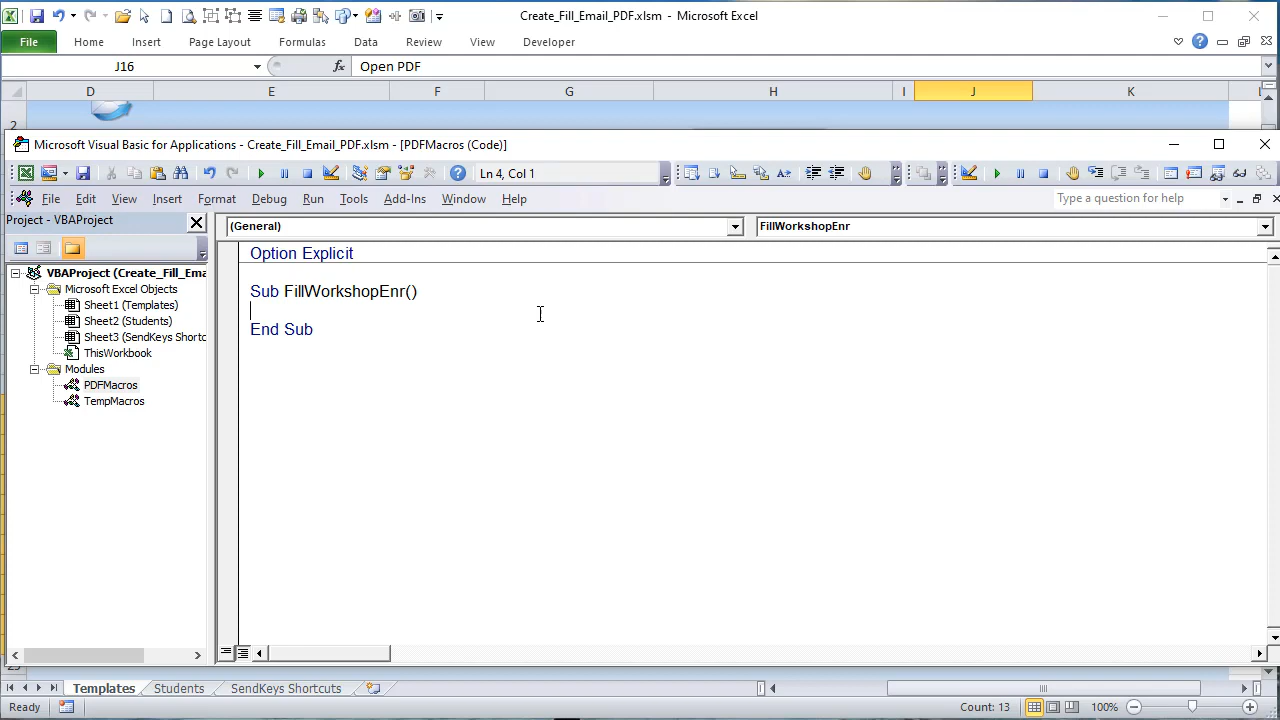 Create_Fill_Email_PDF.xlsm - Microsoft Excel
File Home Insert Page Layout Formulas Data Review View Developer
J16 fx Open PDF
D E F G H I J K L
2
Microsoft Visual Basic for Applications - Create_Fill_Email_PDF.xlsm - [PDFMacros (Code)]
Ln 4, Col 1
File Edit View Insert Format Debug Run Tools Add-Ins Window Help Type a question for help
Project - VBAProject
(General) FillWorkshopEnr
Option Explicit
Sub FillWorkshopEnr()
End Sub
VBAProject (Create_Fill_Ema
Microsoft Excel Objects
Sheet1 (Templates)
Sheet2 (Students)
Sheet3 (SendKeys Shortc
ThisWorkbook
Modules
PDFMacros
TempMacros
Templates Students SendKeys Shortcuts
Ready Count: 13 100%